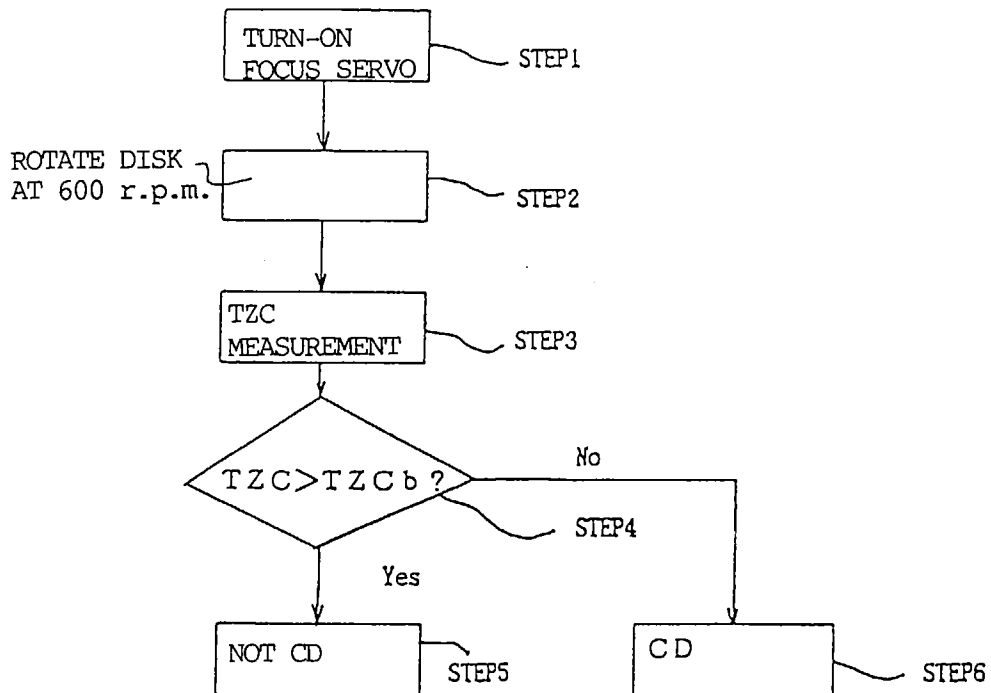 TURN-ON
FOCUS SERVO
STEP1
ROTATE DISK
AT 600 r.p.m.
STEP2
TZC
MEASUREMENT
STEP3
TZC>TZCb?
No
STEP4
Yes
NOT CD
STEP5
CD
STEP6